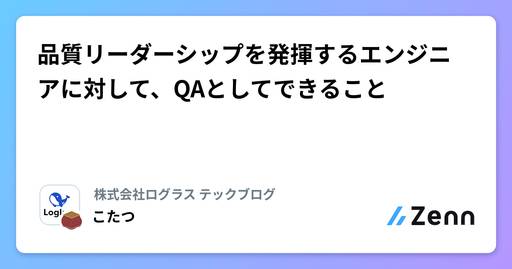 品質リーダーシップを発揮するエンジニ
アに対して、QAとしてできること
株式会社ログラス テックブログ
こたつ
Zenn